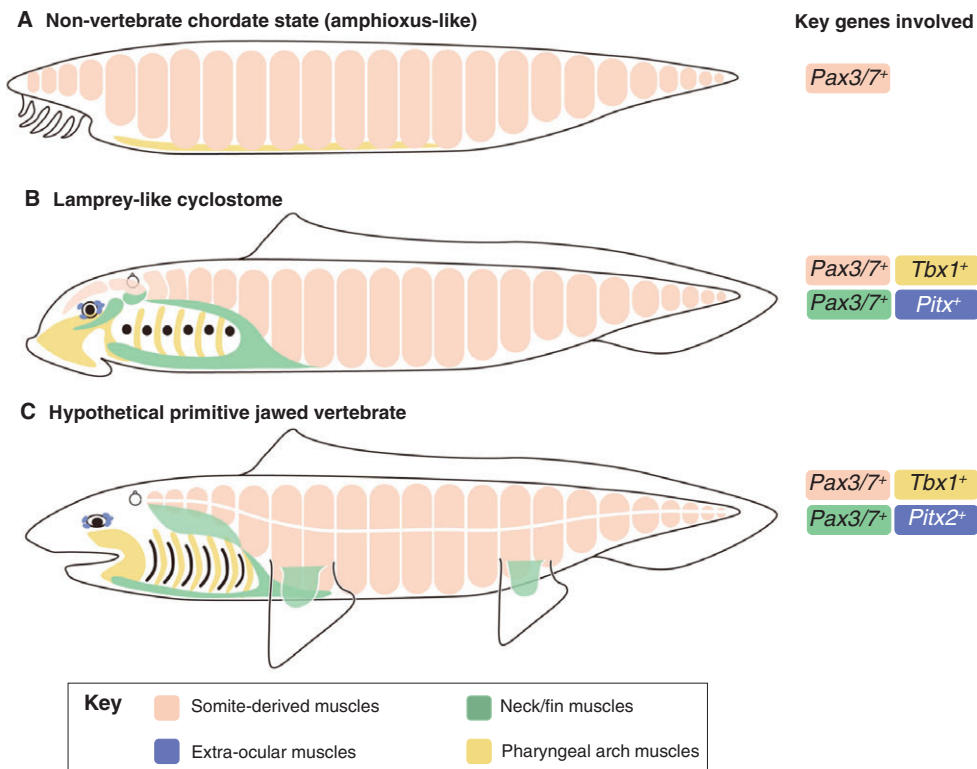 A Non-vertebrate chordate state (amphioxus-like)
Key genes involved
Pax3/7⁺
B Lamprey-like cyclostome
Pax3/7⁺ Tbx1⁺
Pax3/7⁺ Pitx⁺
C Hypothetical primitive jawed vertebrate
Pax3/7⁺ Tbx1⁺
Pax3/7⁺ Pitx2⁺
Key
Somite-derived muscles
Neck/fin muscles
Extra-ocular muscles
Pharyngeal arch muscles